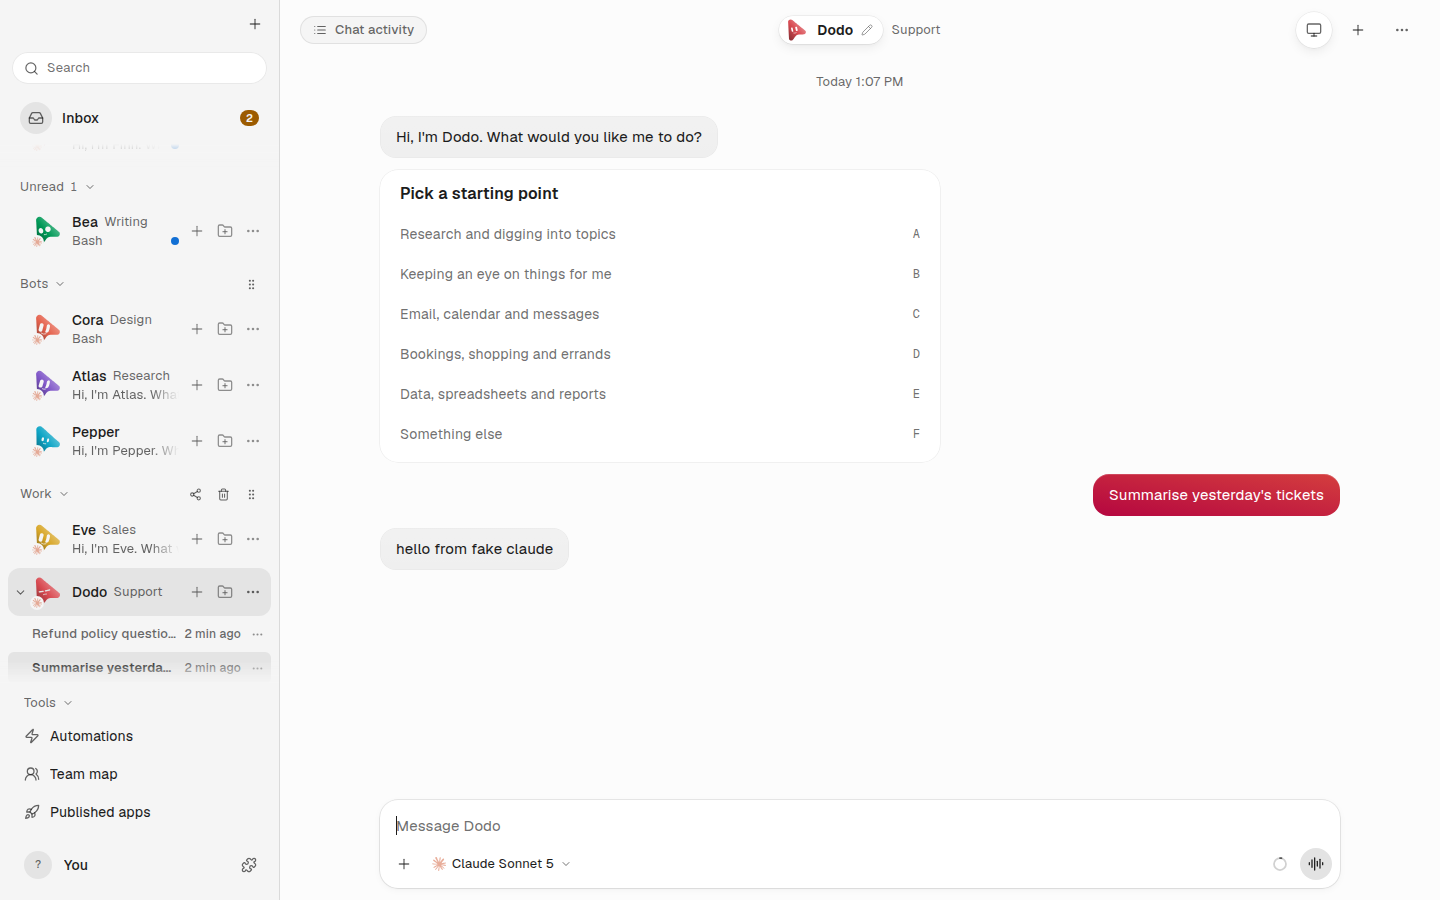 Search
Inbox
2
Unread 1
Bea Writing
Bash
Bots
Cora Design
Bash
Atlas Research
Hi, I'm Atlas. Wha
Pepper
Hi, I'm Pepper. W
Work
Eve Sales
Hi, I'm Eve. What
Dodo Support
Refund policy questio... 2 min ago
Summarise yesterda... 2 min ago
Tools
Automations
Team map
Published apps
? You
Chat activity
Dodo Support
Today 1:07 PM
Hi, I'm Dodo. What would you like me to do?
Pick a starting point
Research and digging into topics A
Keeping an eye on things for me B
Email, calendar and messages C
Bookings, shopping and errands D
Data, spreadsheets and reports E
Something else F
Summarise yesterday's tickets
hello from fake claude
Message Dodo
Claude Sonnet 5